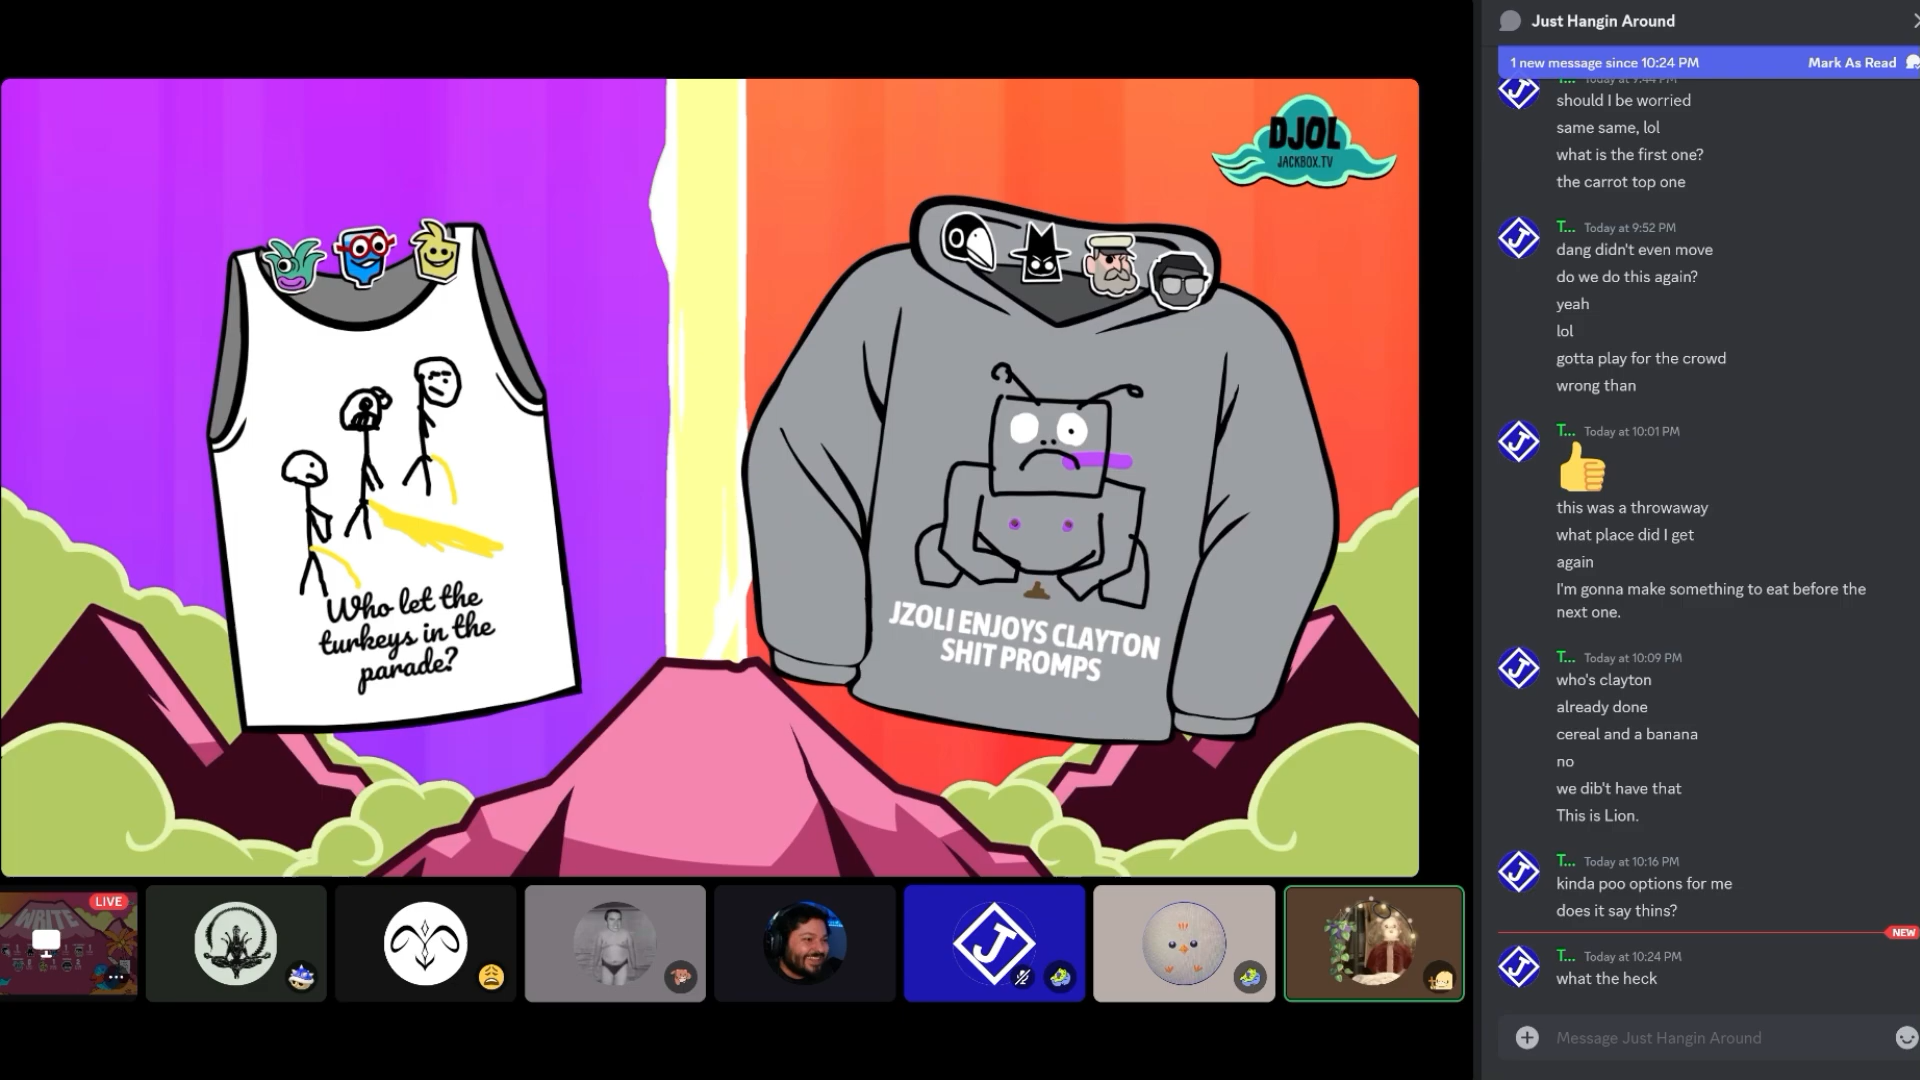 DJOL
JACKBOX.TV
Who let the
turkeys in the
parade?
JZOLI ENJOYS CLAYTON
SHIT PROMPS
WRITE
LIVE
J
Just Hangin Around
1 new message since 10:24 PM
Mark As Read
T... Today at 9:44 PM
should I be worried
same same, lol
what is the first one?
the carrot top one
T... Today at 9:52 PM
dang didn't even move
do we do this again?
yeah
lol
gotta play for the crowd
wrong than
T... Today at 10:01 PM
this was a throwaway
what place did I get
again
I'm gonna make something to eat before the
next one.
T... Today at 10:09 PM
who's clayton
already done
cereal and a banana
no
we dib't have that
This is Lion.
T... Today at 10:16 PM
kinda poo options for me
does it say thins?
NEW
T... Today at 10:24 PM
what the heck
Message Just Hangin Around